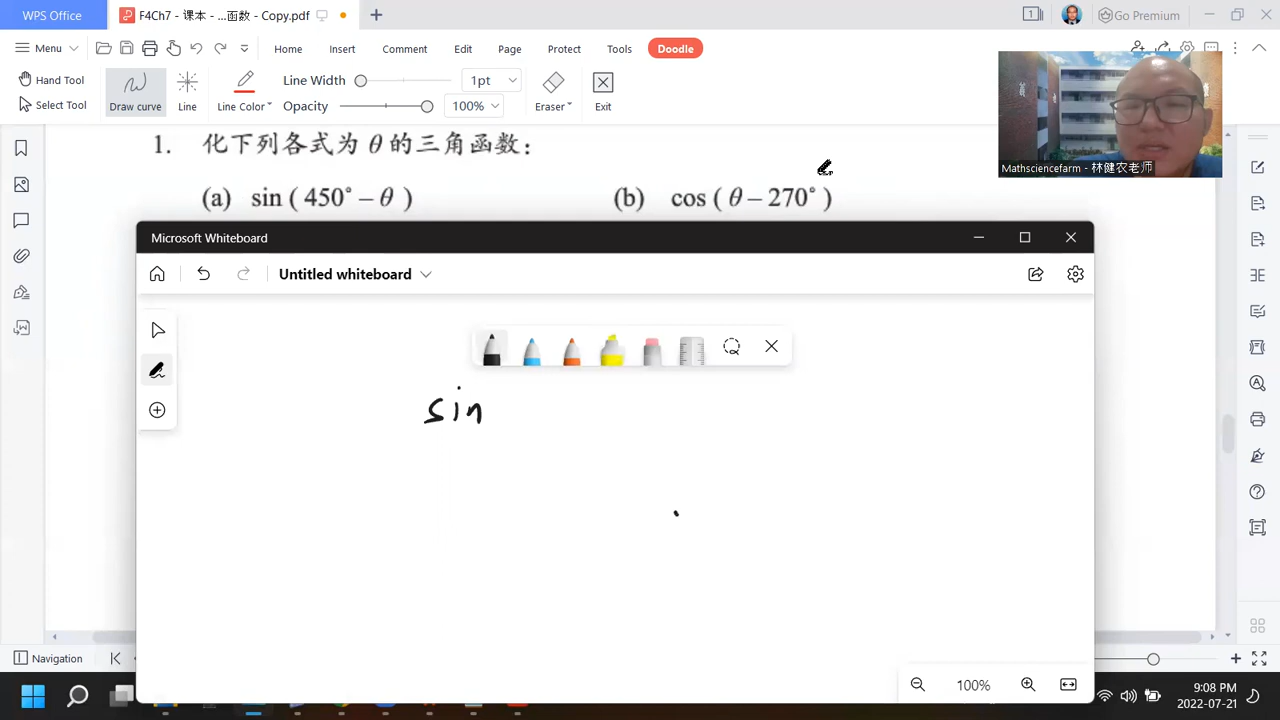 WPS Office
F4Ch7 - 课本 - ...函数 - Copy.pdf
1
Go Premium
Menu
Home
Insert
Comment
Edit
Page
Protect
Tools
Doodle
Hand Tool
Select Tool
Draw curve
Line
Line Color
Line Width
1pt
Opacity
100%
Eraser
Exit
Mathsciencefarm - 林健农老师
1. 化下列各式为 θ 的三角函数：
(a) sin ( 450° – θ )
(b) cos ( θ – 270° )
Microsoft Whiteboard
Untitled whiteboard
sin
100%
Navigation
9:08 PM
2022-07-21